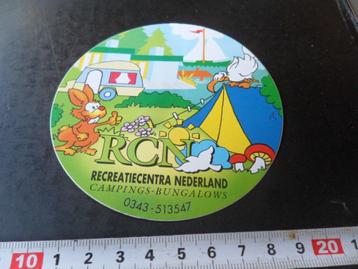 RCN
RECREATIECENTRA NEDERLAND
CAMPINGS-BUNGALOWS
0343-513547
10 1 2 3 4 5 6 7 8 9 20 1